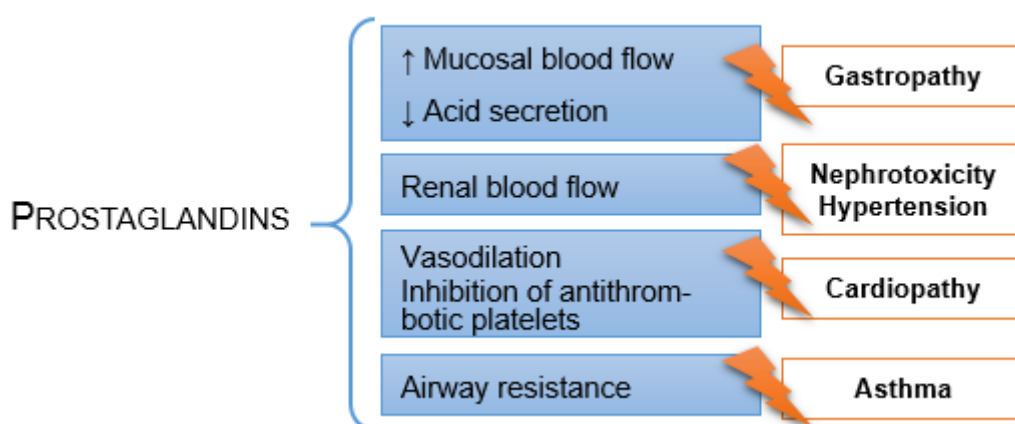 ↑ Mucosal blood flow
↓ Acid secretion
Gastropathy
Renal blood flow
Nephrotoxicity
Hypertension
PROSTAGLANDINS
Vasodilation
Inhibition of antithrom-
botic platelets
Cardiopathy
Airway resistance
Asthma